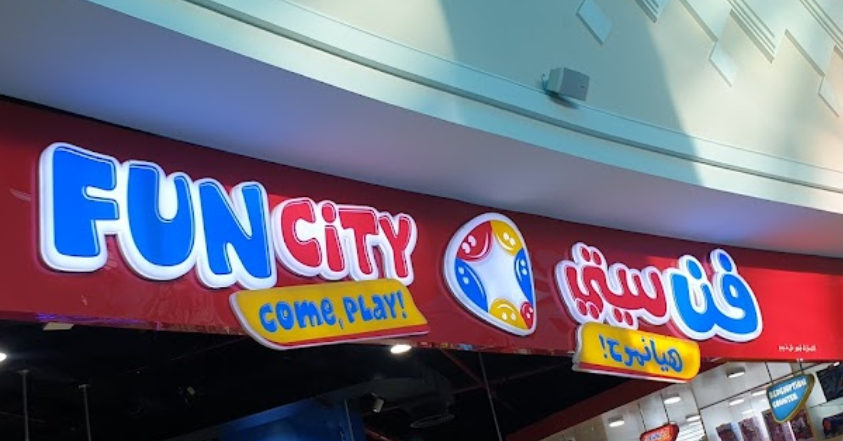 FUN CiTY
COME, PLAY!
فن سيتي
هيا نمرح!
REDEMPTION
COUNTER